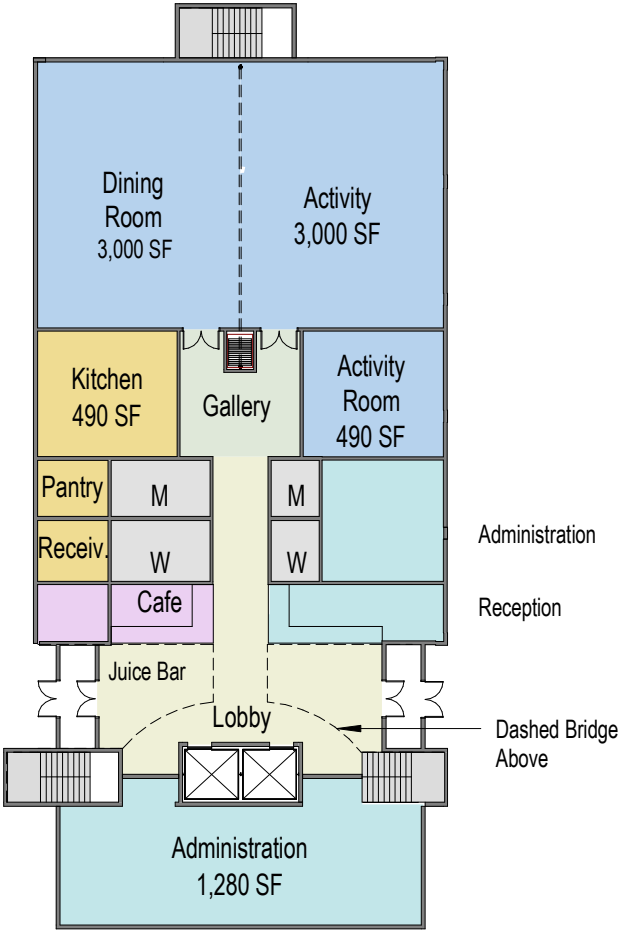 Dining
Room
3,000 SF
Activity
3,000 SF
Kitchen
490 SF
Gallery
Activity
Room
490 SF
Pantry
M
M
Receiv.
W
W
Administration
Cafe
Reception
Juice Bar
Lobby
Dashed Bridge
Above
Administration
1,280 SF